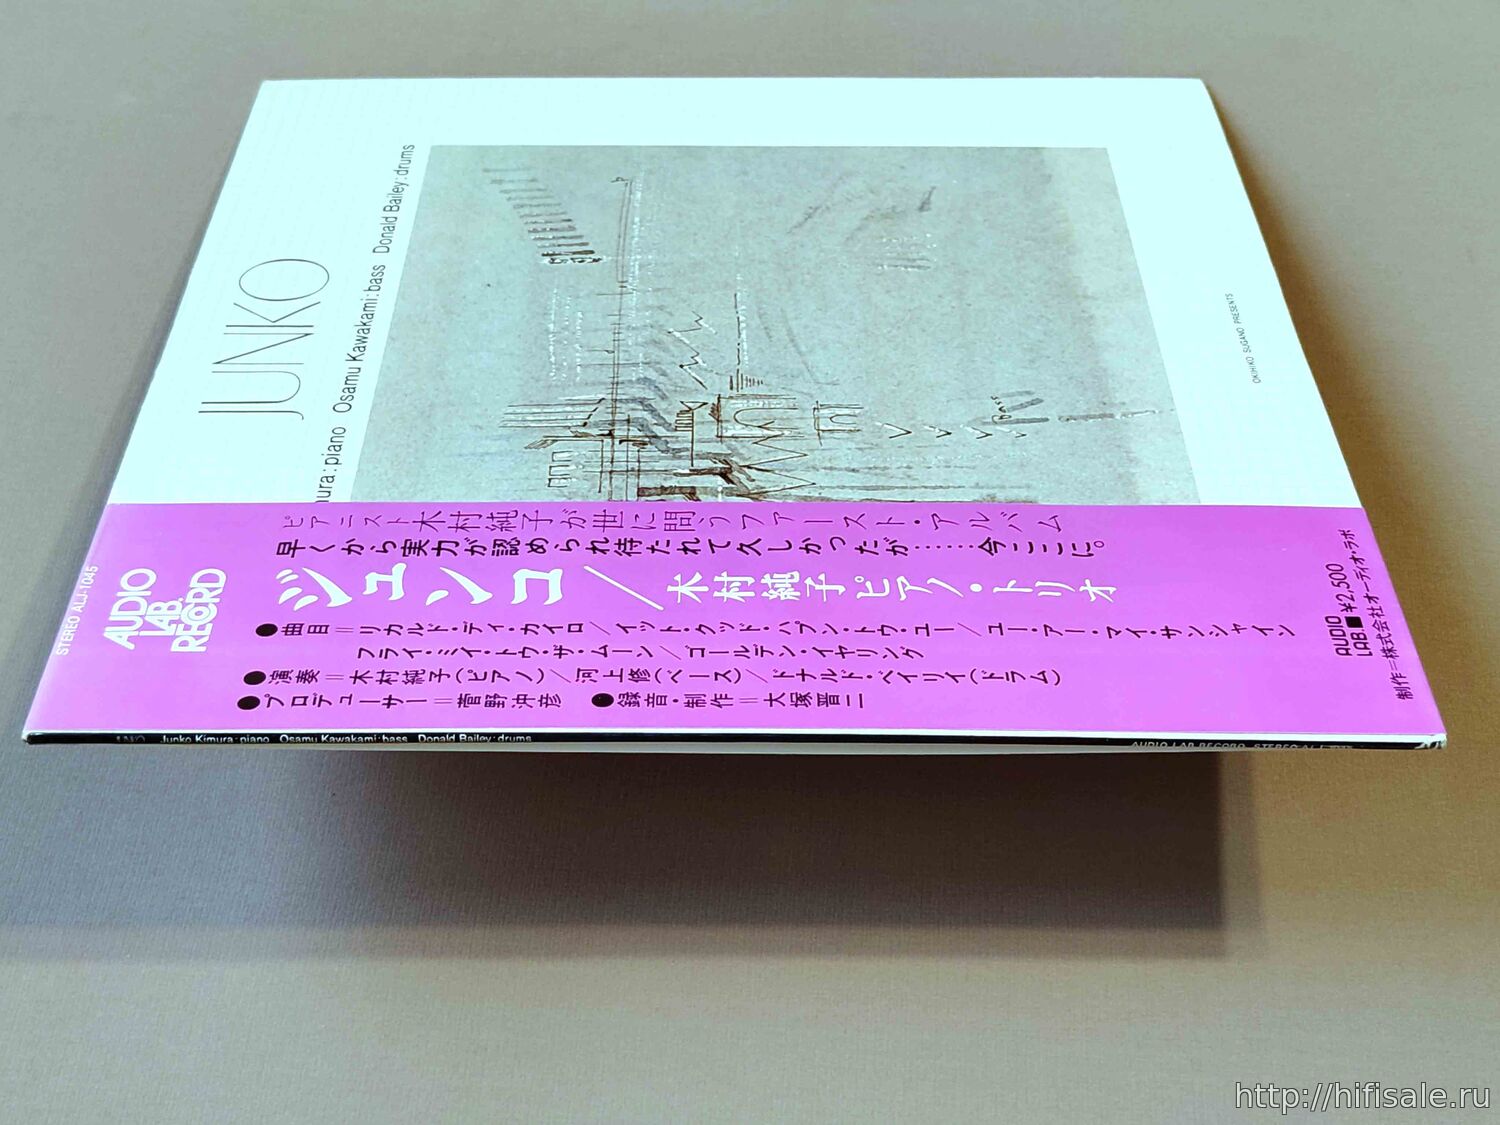 JUNKO
mura:piano Osamu Kawakami:bass Donald Bailey:drums
Bass
OKIHIKO SUGANO PRESENTS
STEREO ALJ-1045
AUDIO
LAB.
RECORD
ピアニスト木村純子が世に問うファースト・アルバム
早くから実力が認められ待たれて久しかったが……今ここに。
ジュンコ／木村純子ピアノ・トリオ
●曲目＝リカルド・ディ・カイロ／イット・クッド・ハプン・トゥ・ユー／ユー・アー・マイ・サンシャイン
フライ・ミイ・トゥ・ザ・ムーン／ゴールデン・イヤリング
●演奏＝木村純子(ピアノ)／河上修(ベース)／ドナルド・ベイリイ(ドラム)
●プロデューサー＝菅野沖彦 ●録音・制作＝大塚晋二
AUDIO
LAB.■¥2,500
制作＝株式会社オーディオ・ラボ
Junko Kimura:piano Osamu Kawakami:bass Donald Bailey:drums
AUDIO LAB RECORD STEREO
http://hifisale.ru